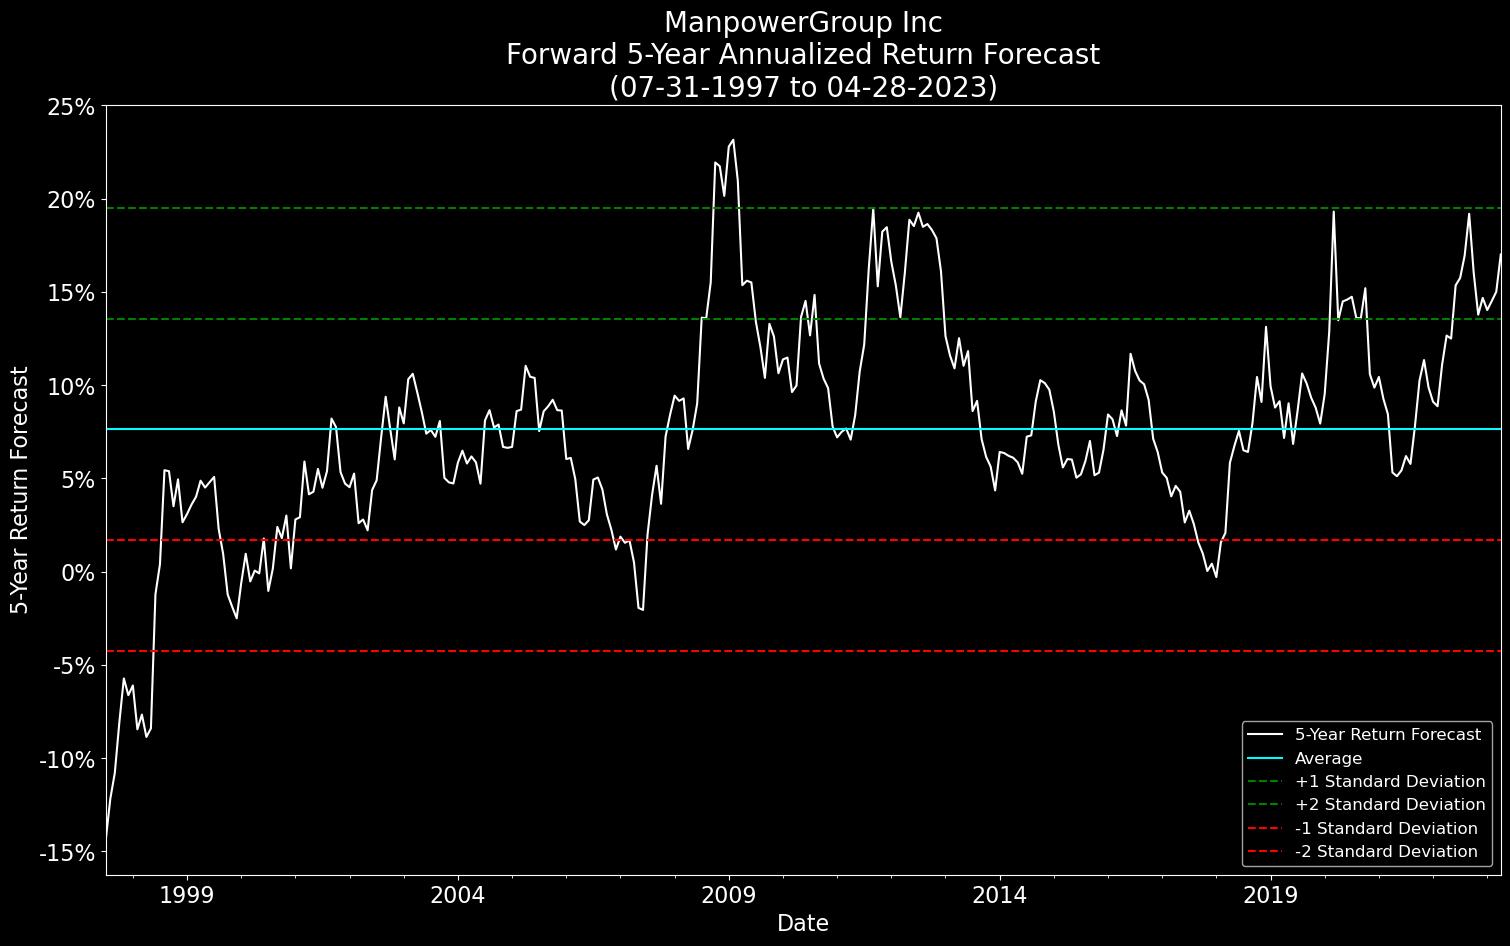 ManpowerGroup Inc
Forward 5-Year Annualized Return Forecast
(07-31-1997 to 04-28-2023)
25%
20%
15%
10%
5%
0%
-5%
-10%
-15%
5-Year Return Forecast
1999
2004
2009
2014
2019
Date
5-Year Return Forecast
Average
+1 Standard Deviation
+2 Standard Deviation
-1 Standard Deviation
-2 Standard Deviation